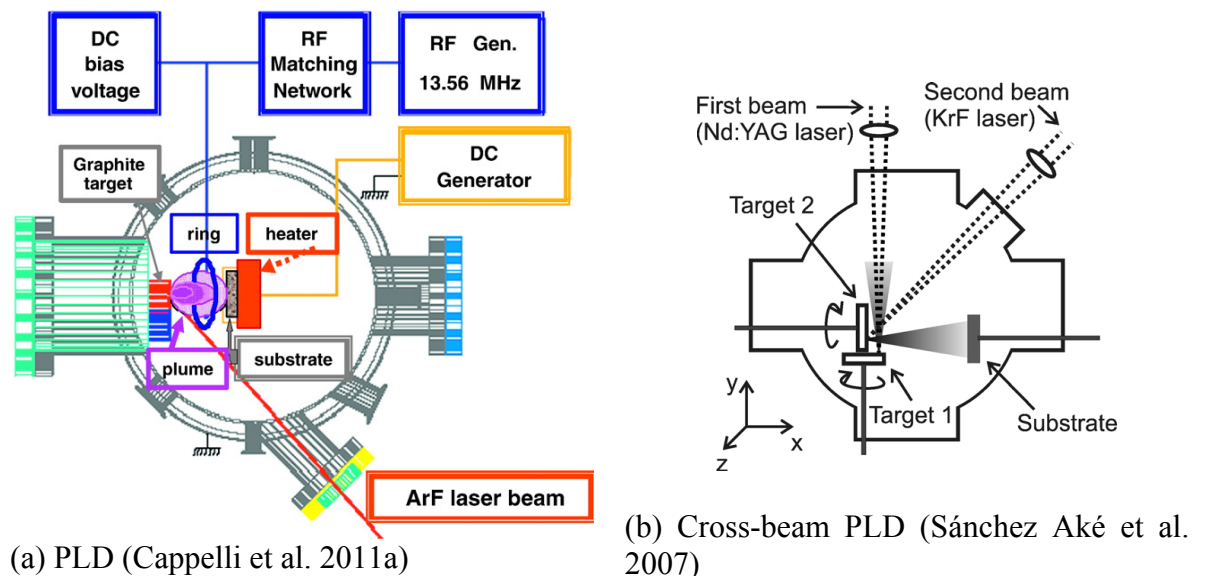 DC
bias
voltage
RF
Matching
Network
RF Gen.
13.56 MHz
Graphite
target
DC
Generator
ring
heater
plume
substrate
ArF laser beam
(a) PLD (Cappelli et al. 2011a)
First beam
(Nd:YAG laser)
Second beam
(KrF laser)
Target 2
Target 1
Substrate
y
x
z
(b) Cross-beam PLD (Sánchez Aké et al.
2007)